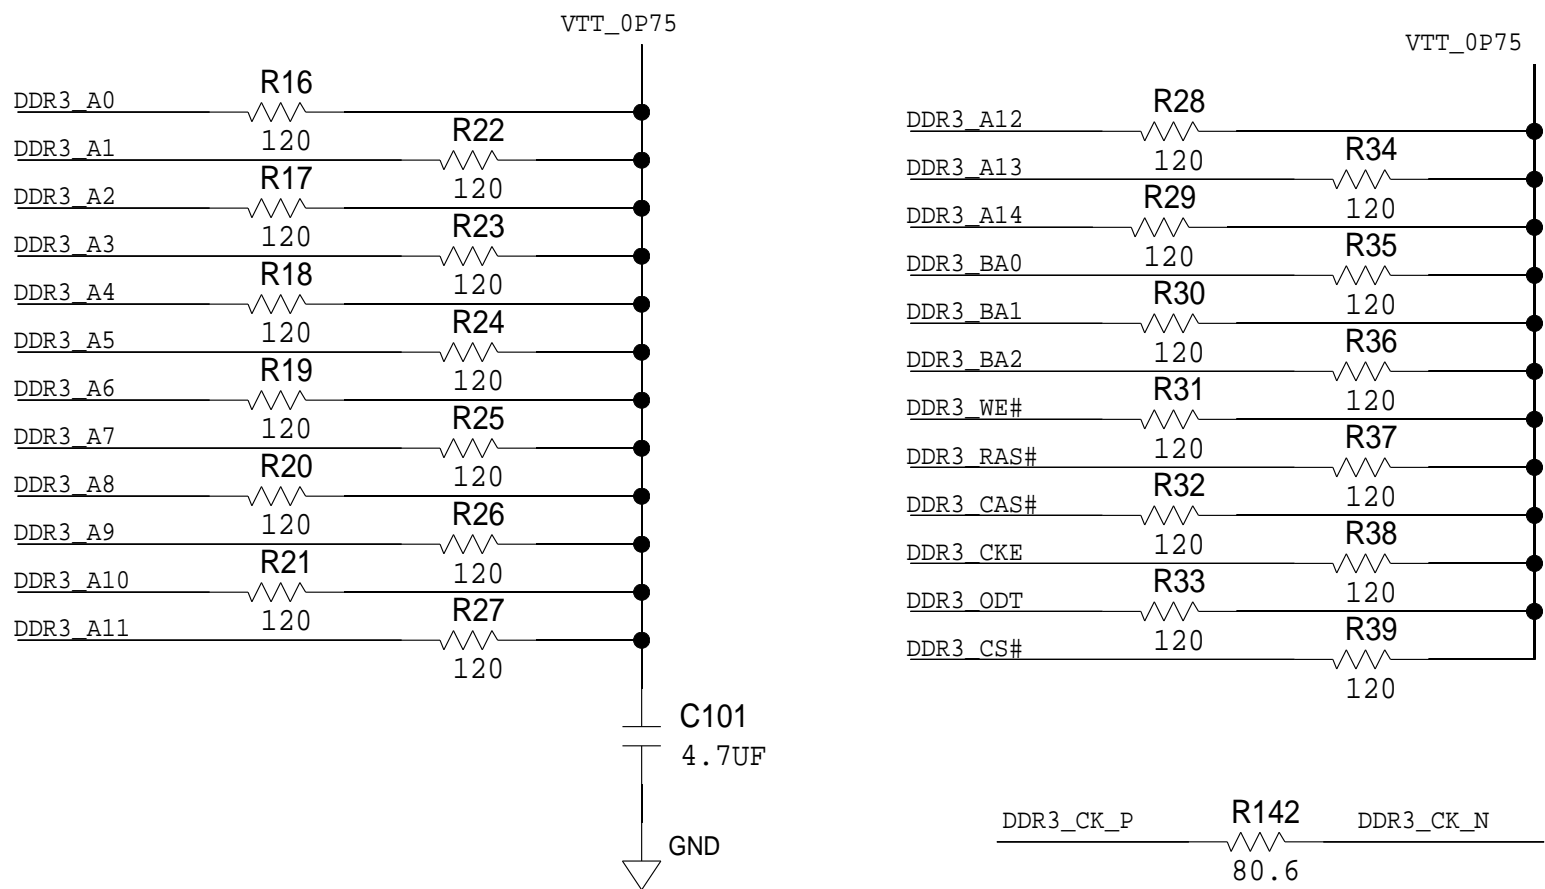 VTT_0P75
DDR3_A0
R16
120
DDR3_A1
R22
120
DDR3_A2
R17
120
DDR3_A3
R23
120
DDR3_A4
R18
120
DDR3_A5
R24
120
DDR3_A6
R19
120
DDR3_A7
R25
120
DDR3_A8
R20
120
DDR3_A9
R26
120
DDR3_A10
R21
120
DDR3_A11
R27
120
C101
4.7UF
GND
VTT_0P75
DDR3_A12
R28
120
DDR3_A13
R34
120
DDR3_A14
R29
120
DDR3_BA0
R35
120
DDR3_BA1
R30
120
DDR3_BA2
R36
120
DDR3_WE#
R31
120
DDR3_RAS#
R37
120
DDR3_CAS#
R32
120
DDR3_CKE
R38
120
DDR3_ODT
R33
120
DDR3_CS#
R39
120
DDR3_CK_P
R142
80.6
DDR3_CK_N